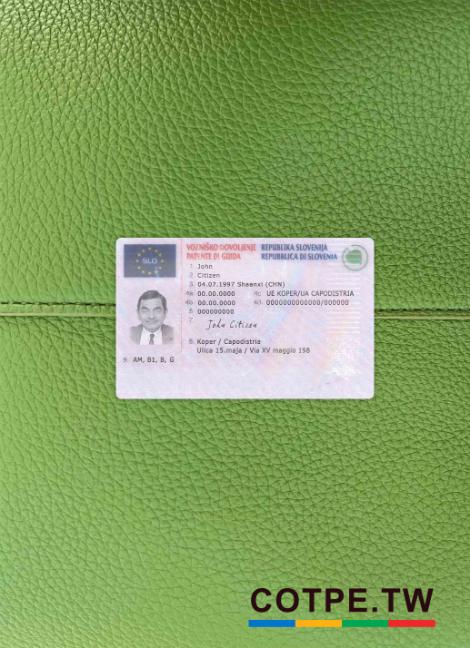 VOZNIŠKO DOVOLJENJE REPUBLIKA SLOVENIJA
PATENTE DI GUIDA REPUBBLICA DI SLOVENIA
SLO
1. John
2. Citizen
3. 04.07.1997 Shaanxi (CHN)
4a. 00.00.0000 4c. UE KOPER/UA CAPODISTRIA
4b. 00.00.0000 4d. 0000000000000/000000
5. 000000000
7. John Citizen
8. Koper / Capodistria
Ulica 15.maja / Via XV maggio 19B
9. AM, B1, B, G
COTPE.TW